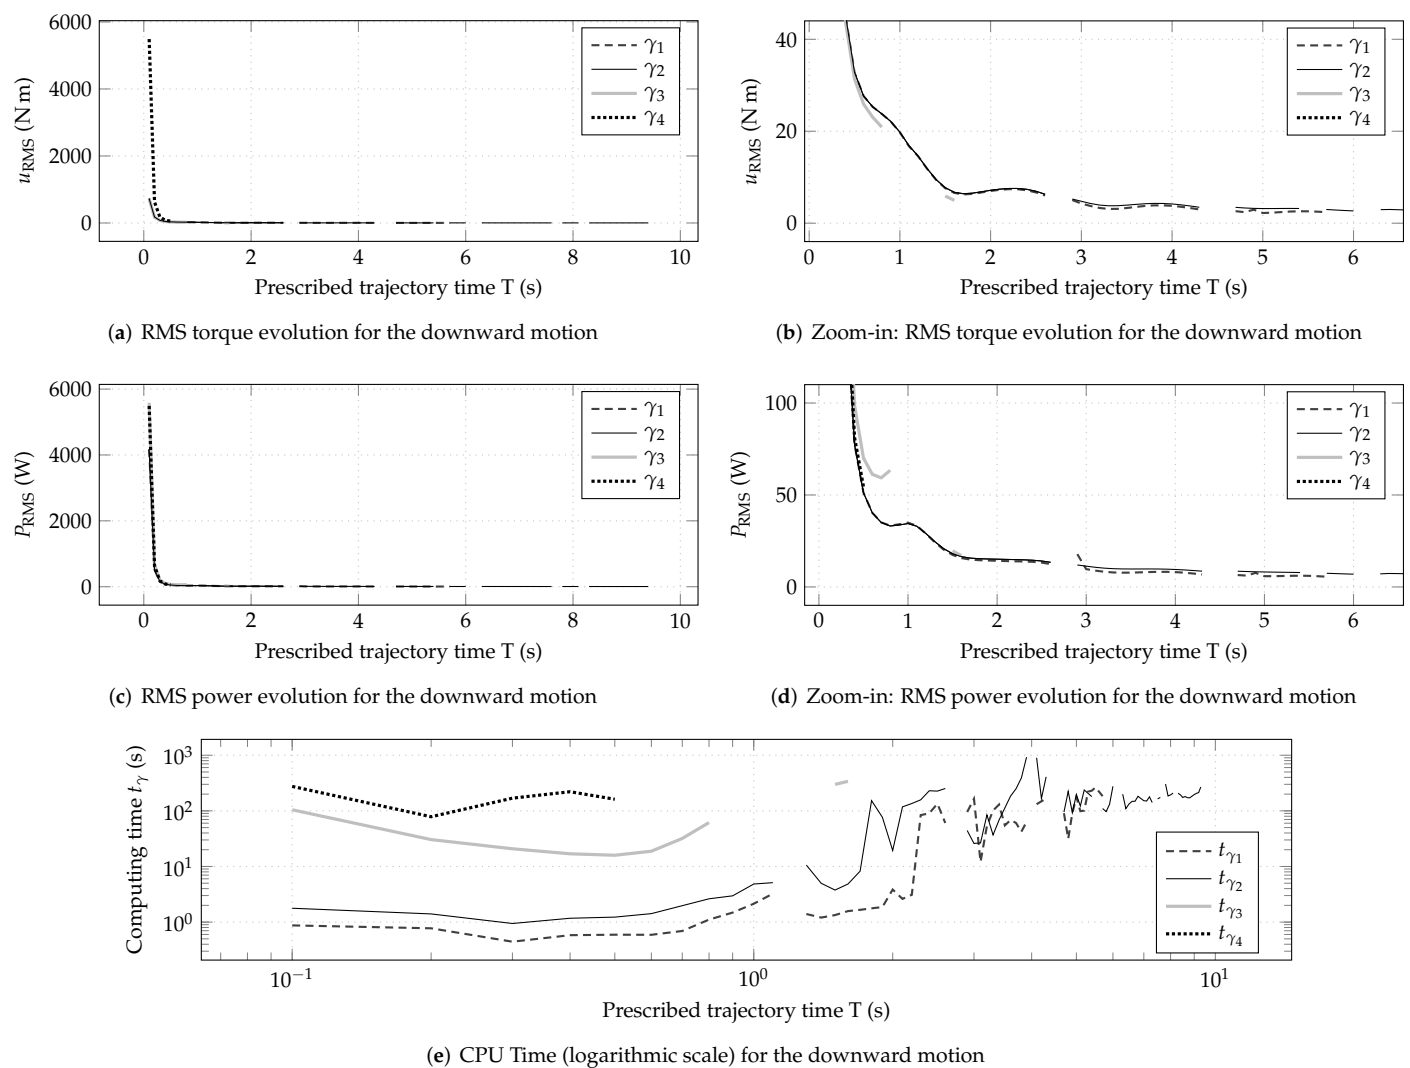 6000
4000
2000
0
u_RMS (N m)
γ1
γ2
γ3
γ4
0 2 4 6 8 10
Prescribed trajectory time T (s)
(a) RMS torque evolution for the downward motion
40
20
0
u_RMS (N m)
γ1
γ2
γ3
γ4
0 1 2 3 4 5 6
Prescribed trajectory time T (s)
(b) Zoom-in: RMS torque evolution for the downward motion
6000
4000
2000
0
P_RMS (W)
γ1
γ2
γ3
γ4
0 2 4 6 8 10
Prescribed trajectory time T (s)
(c) RMS power evolution for the downward motion
100
50
0
P_RMS (W)
γ1
γ2
γ3
γ4
0 1 2 3 4 5 6
Prescribed trajectory time T (s)
(d) Zoom-in: RMS power evolution for the downward motion
10^3
10^2
10^1
10^0
Computing time t_γ (s)
t_γ1
t_γ2
t_γ3
t_γ4
10^−1 10^0 10^1
Prescribed trajectory time T (s)
(e) CPU Time (logarithmic scale) for the downward motion